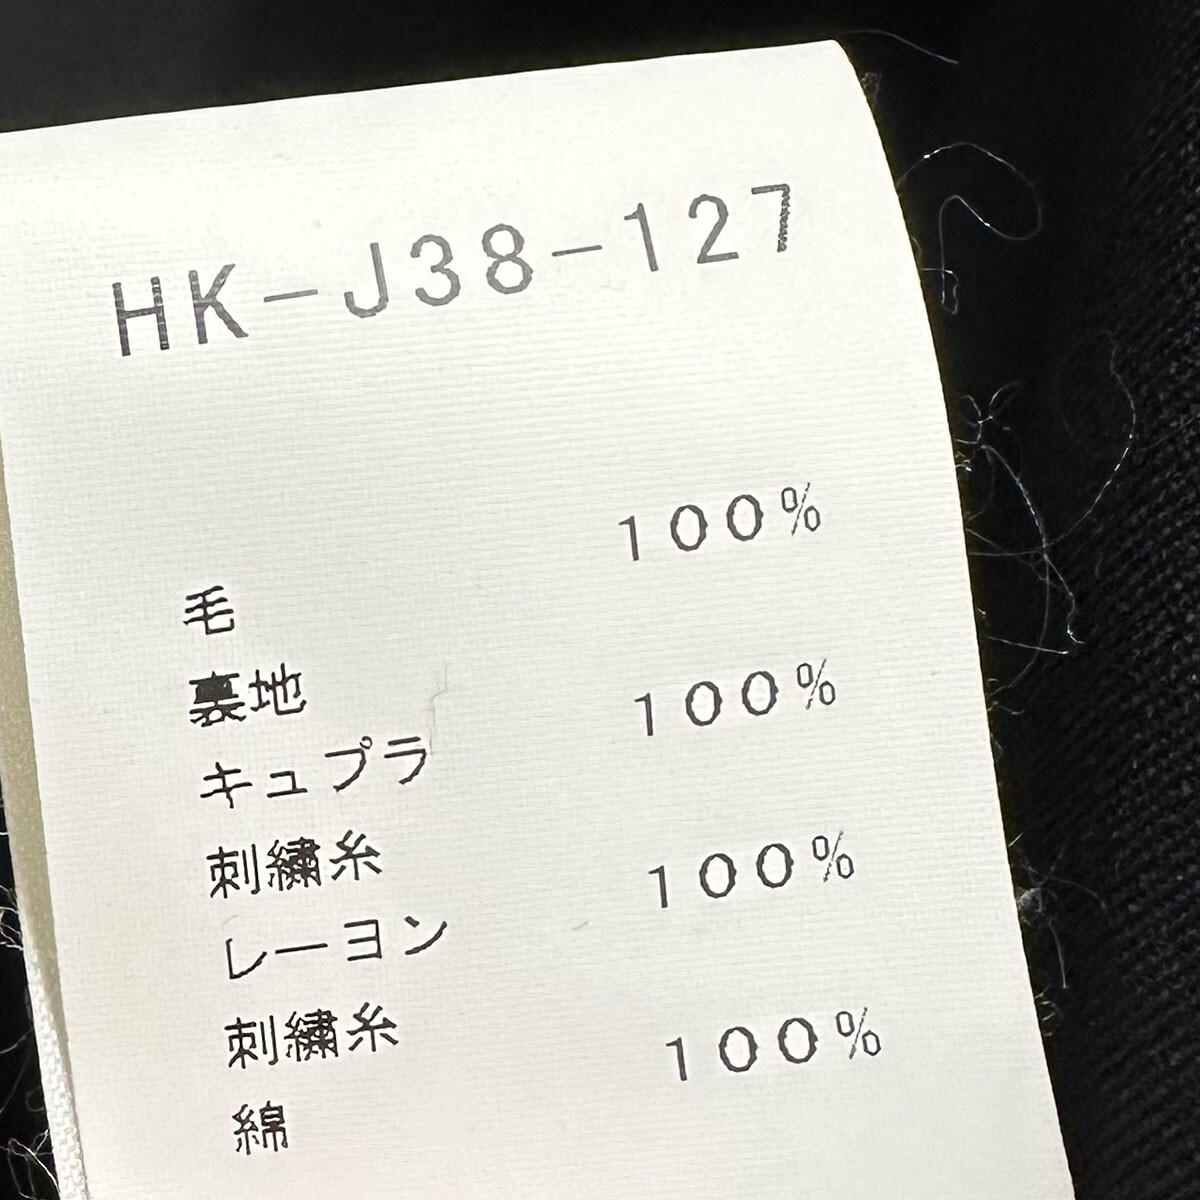 HK-J38-127
毛 100%
裏地
キュプラ 100%
刺繍糸
レーヨン 100%
刺繍糸
綿 100%